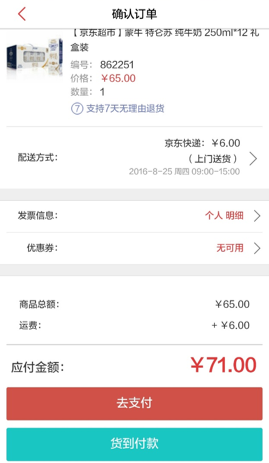 确认订单
【京东超市】蒙牛 特仑苏 纯牛奶 250ml*12 礼
盒装
编号： 862251
价格： ￥65.00
数量： 1
7 支持7天无理由退货
配送方式： 京东快递：￥6.00
（上门送货）
2016-8-25 周四 09:00-15:00
发票信息： 个人 明细
优惠券： 无可用
商品总额： ￥65.00
运费： + ￥6.00
应付金额： ￥71.00
去支付
货到付款